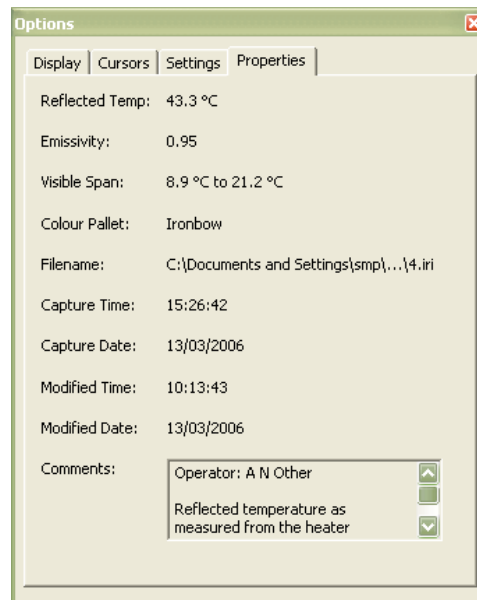 Options
Display Cursors Settings Properties
Reflected Temp: 43.3 °C
Emissivity: 0.95
Visible Span: 8.9 °C to 21.2 °C
Colour Pallet: Ironbow
Filename: C:\Documents and Settings\smp\...\4.iri
Capture Time: 15:26:42
Capture Date: 13/03/2006
Modified Time: 10:13:43
Modified Date: 13/03/2006
Comments: Operator: A N Other
Reflected temperature as
measured from the heater